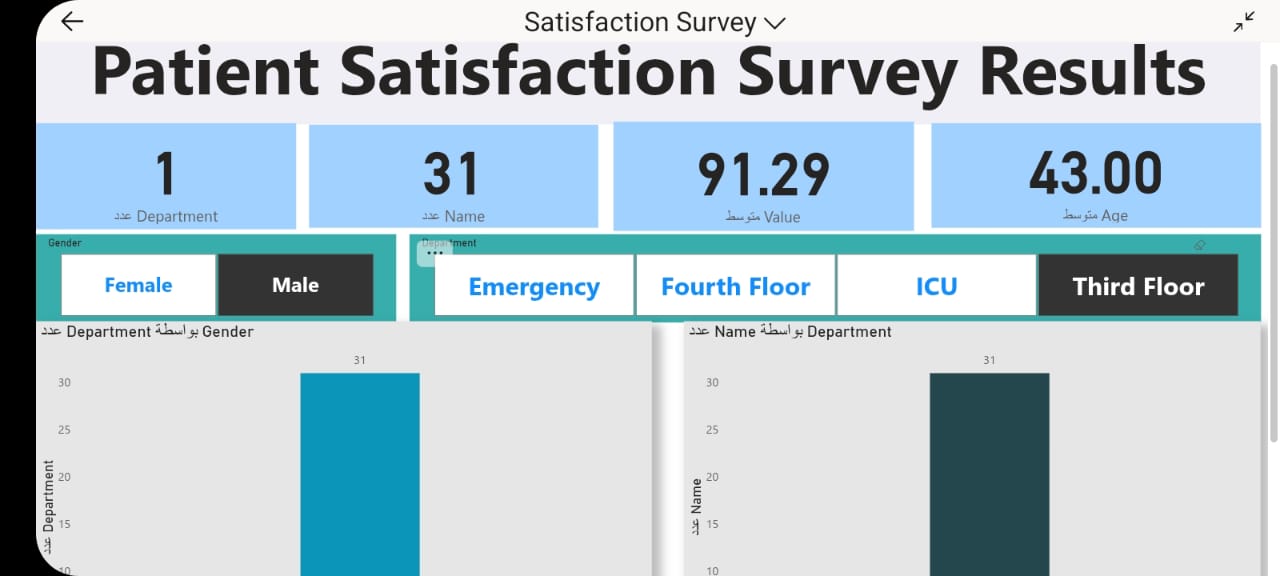 Satisfaction Survey
Patient Satisfaction Survey Results
1
عدد Department
31
عدد Name
91.29
متوسط Value
43.00
متوسط Age
Gender
Female
Male
Department
Emergency
Fourth Floor
ICU
Third Floor
عدد Department بواسطة Gender
31
30
25
20
15
10
عدد Department
عدد Name بواسطة Department
31
30
25
20
15
10
عدد Name